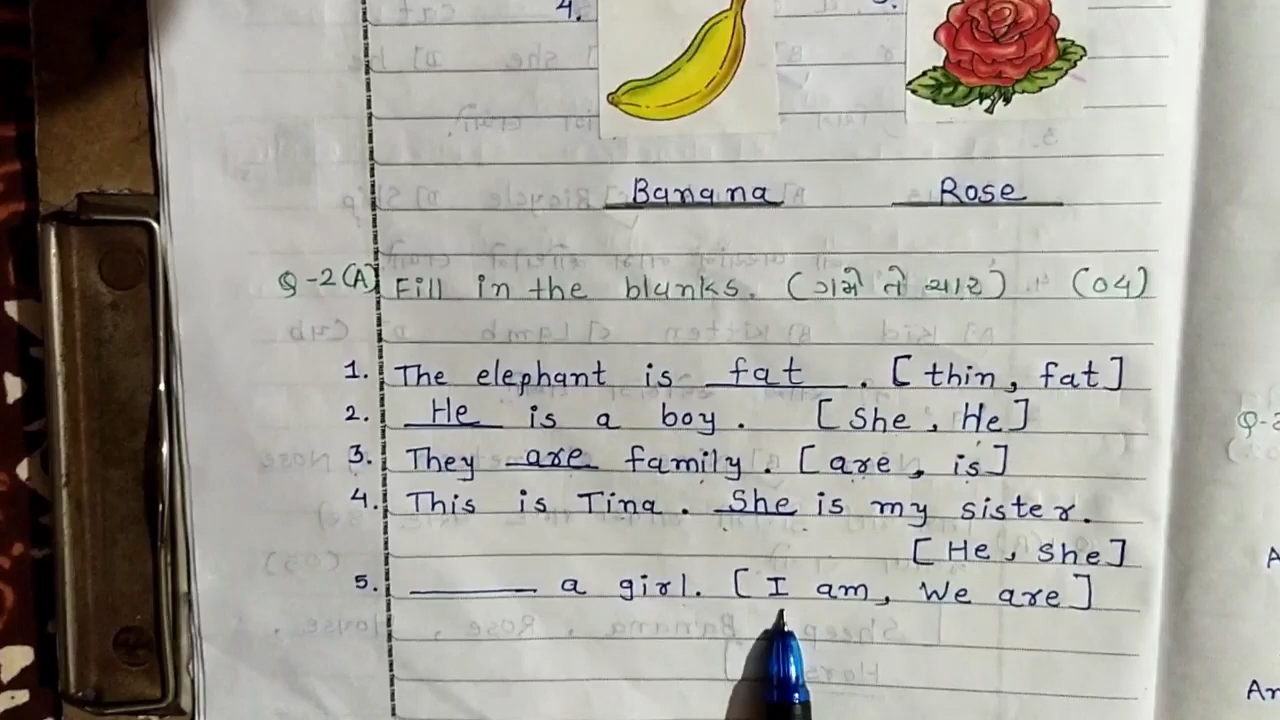 4.
Banana Rose
Q-2(A) Fill in the blanks. (ગમે તે ચાર) (04)
1. The elephant is fat. [thin, fat]
2. He is a boy. [She, He]
3. They are family. [are, is]
4. This is Tina. She is my sister.
[He, She]
5. ______ a girl. [I am, We are]